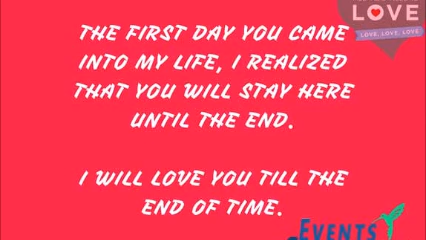 THE FIRST DAY YOU CAME
INTO MY LIFE, I REALIZED
THAT YOU WILL STAY HERE
UNTIL THE END.
I WILL LOVE YOU TILL THE
END OF TIME.
LOVE
LOVE, LOVE, LOVE
EVENTS